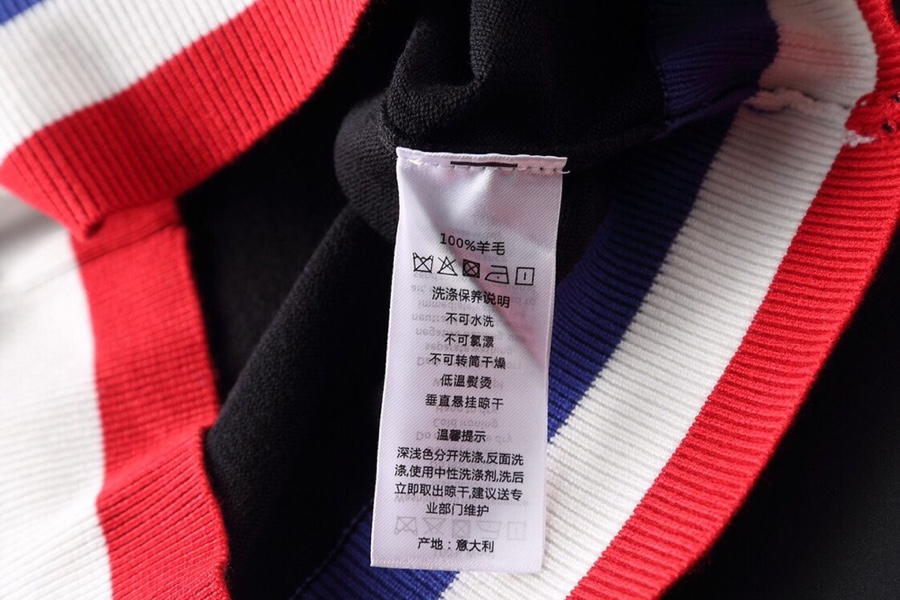 100%羊毛
洗涤保养说明
不可水洗
不可氯漂
不可转筒干燥
低温熨烫
垂直悬挂晾干
温馨提示
深浅色分开洗涤,反面洗
涤,使用中性洗涤剂,洗后
立即取出晾干,建议送专
业部门维护
产地：意大利